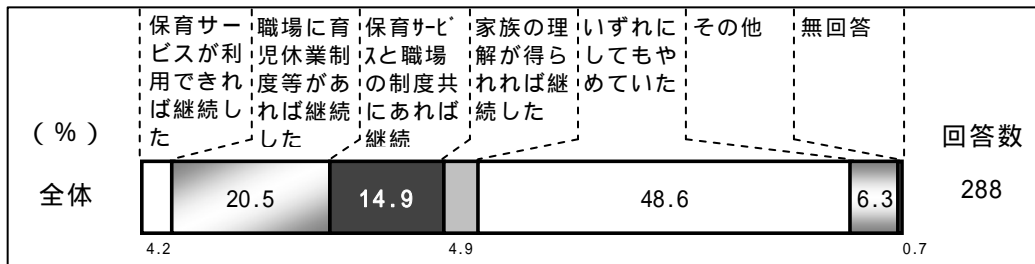 保育サー
ビスが利
用できれ
ば継続し
た
職場に育
児休業制
度等があ
れば継続
した
保育ｻｰﾋﾞ
ｽと職場
の制度共
にあれば
継続
家族の理
解が得ら
れれば継
続した
いずれに
してもや
めていた
その他
無回答
(%)
回答数
全体
20.5
14.9
48.6
6.3
288
4.2
4.9
0.7